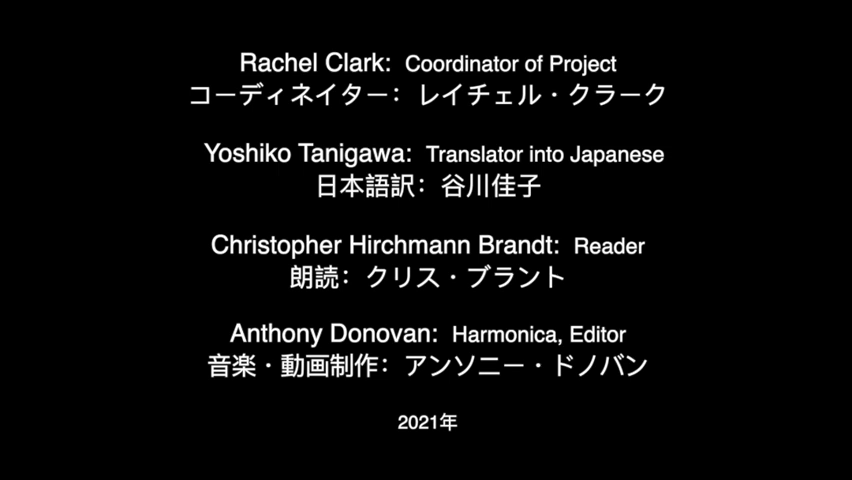 Rachel Clark: Coordinator of Project
コーディネイター：レイチェル・クラーク
Yoshiko Tanigawa: Translator into Japanese
日本語訳：谷川佳子
Christopher Hirchmann Brandt: Reader
朗読：クリス・ブラント
Anthony Donovan: Harmonica, Editor
音楽・動画制作：アンソニー・ドノバン
2021年